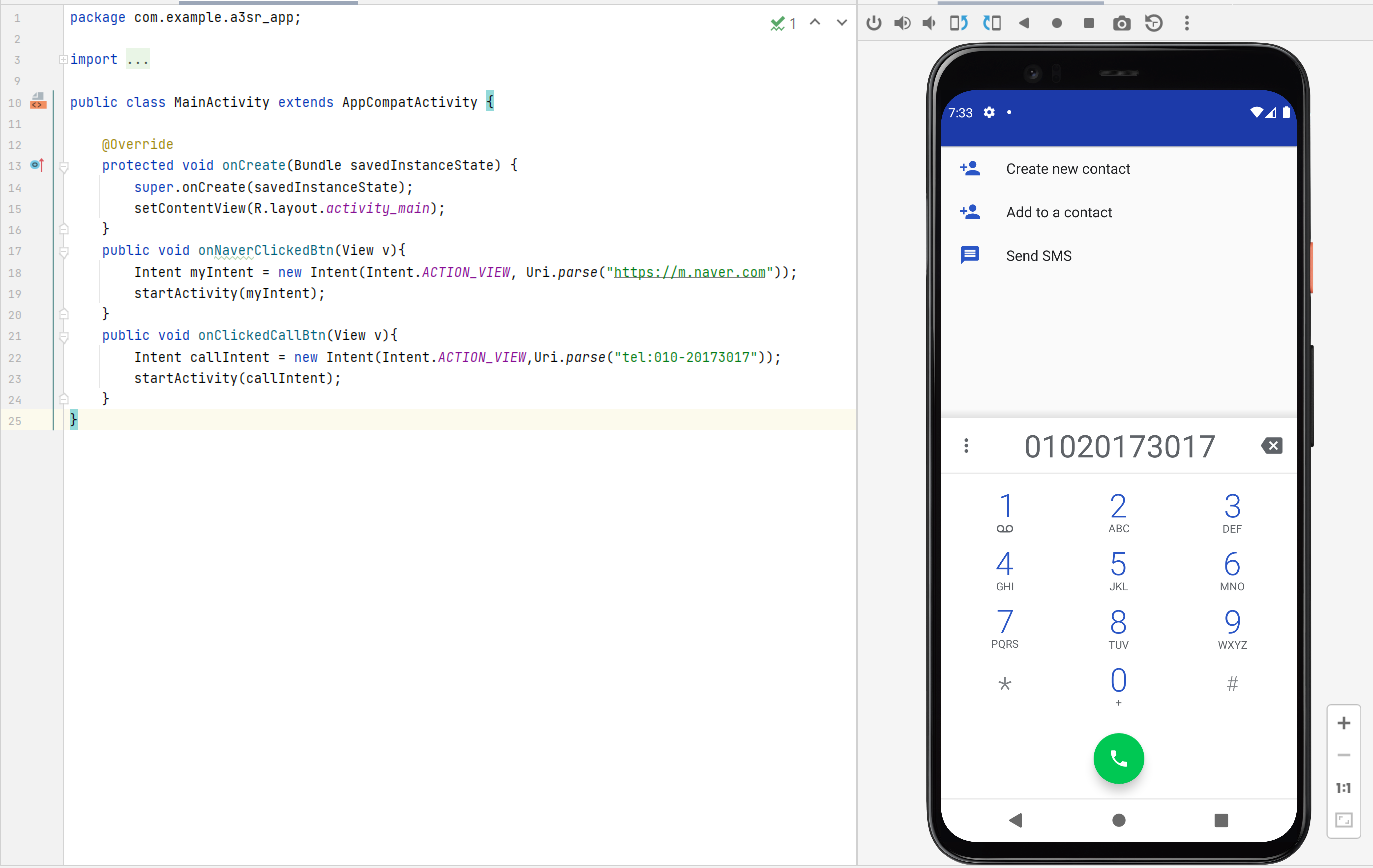 1 package com.example.a3sr_app;
2
3 import ...
9
10 public class MainActivity extends AppCompatActivity {
11
12 @Override
13 protected void onCreate(Bundle savedInstanceState) {
14 super.onCreate(savedInstanceState);
15 setContentView(R.layout.activity_main);
16 }
17 public void onNaverClickedBtn(View v){
18 Intent myIntent = new Intent(Intent.ACTION_VIEW, Uri.parse("https://m.naver.com"));
19 startActivity(myIntent);
20 }
21 public void onClickedCallBtn(View v){
22 Intent callIntent = new Intent(Intent.ACTION_VIEW,Uri.parse("tel:010-20173017"));
23 startActivity(callIntent);
24 }
25 }
1
7:33
Create new contact
Add to a contact
Send SMS
01020173017
1 2 3
ABC DEF
4 5 6
GHI JKL MNO
7 8 9
PQRS TUV WXYZ
* 0 #
+
1:1